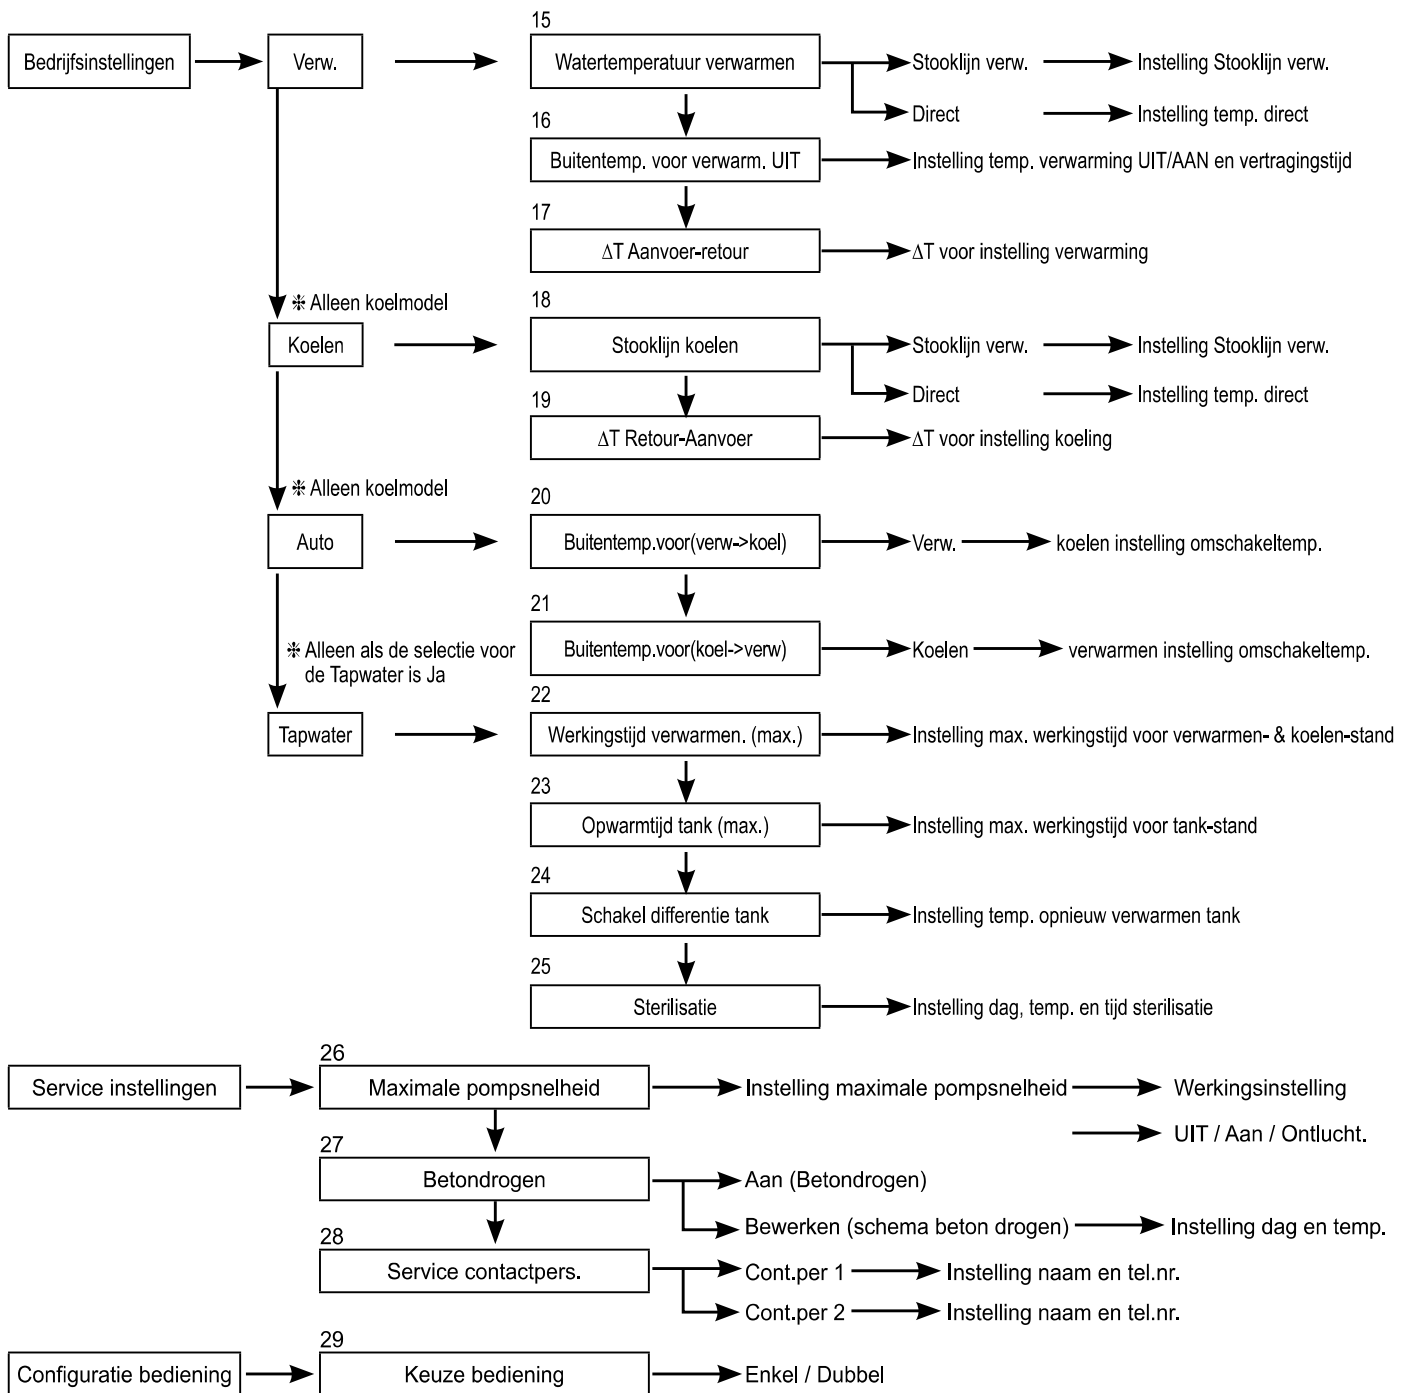 15
Bedrijfsinstellingen
Verw.
Watertemperatuur verwarmen
Stooklijn verw.
Instelling Stooklijn verw.
Direct
Instelling temp. direct
16
Buitentemp. voor verwarm. UIT
Instelling temp. verwarming UIT/AAN en vertragingstijd
17
ΔT Aanvoer-retour
ΔT voor instelling verwarming
❉ Alleen koelmodel
18
Koelen
Stooklijn koelen
Stooklijn verw.
Instelling Stooklijn verw.
Direct
Instelling temp. direct
19
ΔT Retour-Aanvoer
ΔT voor instelling koeling
❉ Alleen koelmodel
20
Auto
Buitentemp.voor(verw->koel)
Verw.
koelen instelling omschakeltemp.
21
Buitentemp.voor(koel->verw)
Koelen
verwarmen instelling omschakeltemp.
❉ Alleen als de selectie voor
de Tapwater is Ja
22
Tapwater
Werkingstijd verwarmen. (max.)
Instelling max. werkingstijd voor verwarmen- & koelen-stand
23
Opwarmtijd tank (max.)
Instelling max. werkingstijd voor tank-stand
24
Schakel differentie tank
Instelling temp. opnieuw verwarmen tank
25
Sterilisatie
Instelling dag, temp. en tijd sterilisatie
26
Service instellingen
Maximale pompsnelheid
Instelling maximale pompsnelheid
Werkingsinstelling
UIT / Aan / Ontlucht.
27
Betondrogen
Aan (Betondrogen)
Bewerken (schema beton drogen)
Instelling dag en temp.
28
Service contactpers.
Cont.per 1
Instelling naam en tel.nr.
Cont.per 2
Instelling naam en tel.nr.
29
Configuratie bediening
Keuze bediening
Enkel / Dubbel